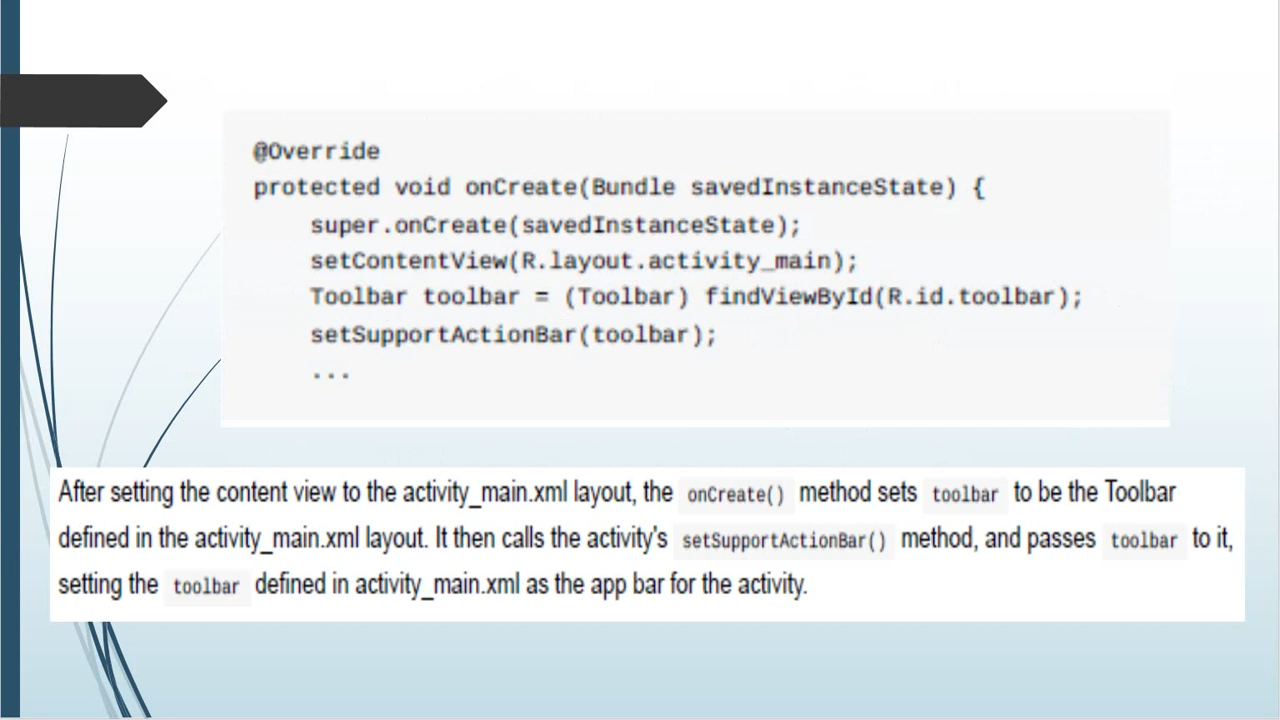 @Override
protected void onCreate(Bundle savedInstanceState) {
    super.onCreate(savedInstanceState);
    setContentView(R.layout.activity_main);
    Toolbar toolbar = (Toolbar) findViewById(R.id.toolbar);
    setSupportActionBar(toolbar);
    ...
After setting the content view to the activity_main.xml layout, the onCreate() method sets toolbar to be the Toolbar
defined in the activity_main.xml layout. It then calls the activity's setSupportActionBar() method, and passes toolbar to it,
setting the toolbar defined in activity_main.xml as the app bar for the activity.